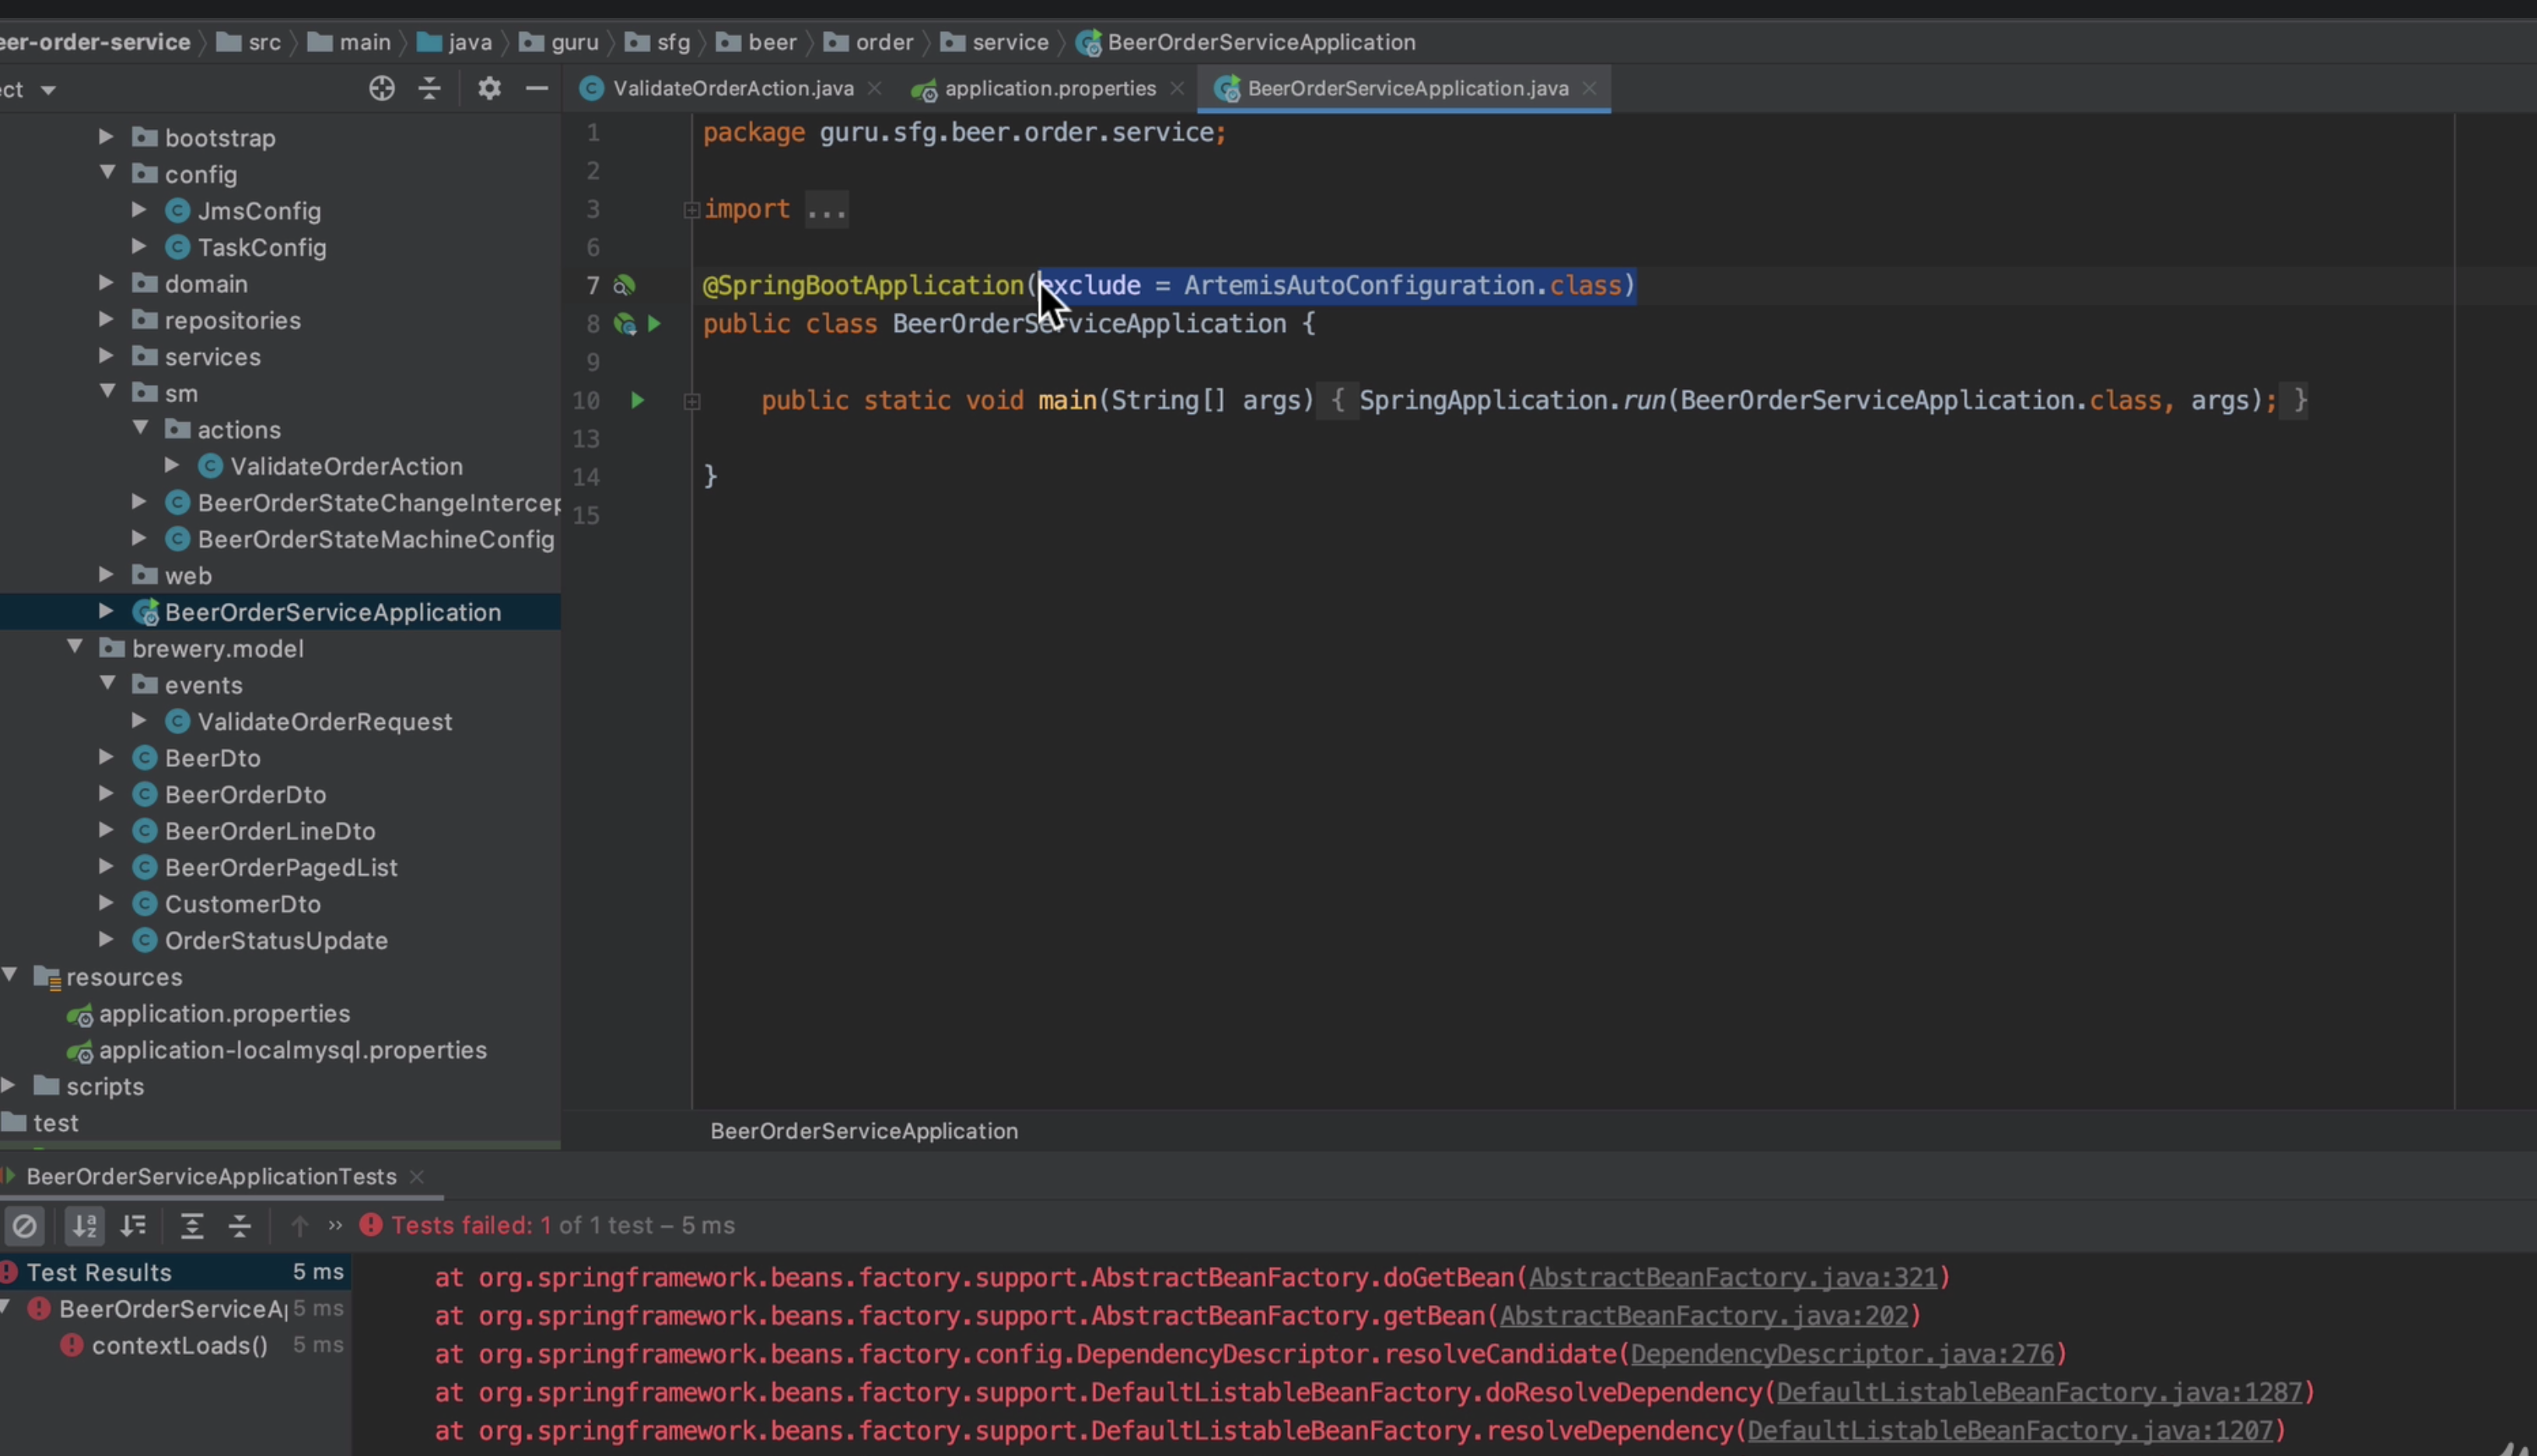 eer-order-service src main java guru sfg beer order service BeerOrderServiceApplication
ect
ValidateOrderAction.java application.properties BeerOrderServiceApplication.java
bootstrap
config
JmsConfig
TaskConfig
domain
repositories
services
sm
actions
ValidateOrderAction
BeerOrderStateChangeIntercep
BeerOrderStateMachineConfig
web
BeerOrderServiceApplication
brewery.model
events
ValidateOrderRequest
BeerDto
BeerOrderDto
BeerOrderLineDto
BeerOrderPagedList
CustomerDto
OrderStatusUpdate
resources
application.properties
application-localmysql.properties
scripts
test
1 package guru.sfg.beer.order.service;
2
3 import ...
6
7 @SpringBootApplication(exclude = ArtemisAutoConfiguration.class)
8 public class BeerOrderServiceApplication {
9
10 public static void main(String[] args) { SpringApplication.run(BeerOrderServiceApplication.class, args); }
13
14 }
15
BeerOrderServiceApplication
BeerOrderServiceApplicationTests
Tests failed: 1 of 1 test – 5 ms
Test Results 5 ms
BeerOrderServiceAp 5 ms
contextLoads() 5 ms
at org.springframework.beans.factory.support.AbstractBeanFactory.doGetBean(AbstractBeanFactory.java:321)
at org.springframework.beans.factory.support.AbstractBeanFactory.getBean(AbstractBeanFactory.java:202)
at org.springframework.beans.factory.config.DependencyDescriptor.resolveCandidate(DependencyDescriptor.java:276)
at org.springframework.beans.factory.support.DefaultListableBeanFactory.doResolveDependency(DefaultListableBeanFactory.java:1287)
at org.springframework.beans.factory.support.DefaultListableBeanFactory.resolveDependency(DefaultListableBeanFactory.java:1207)